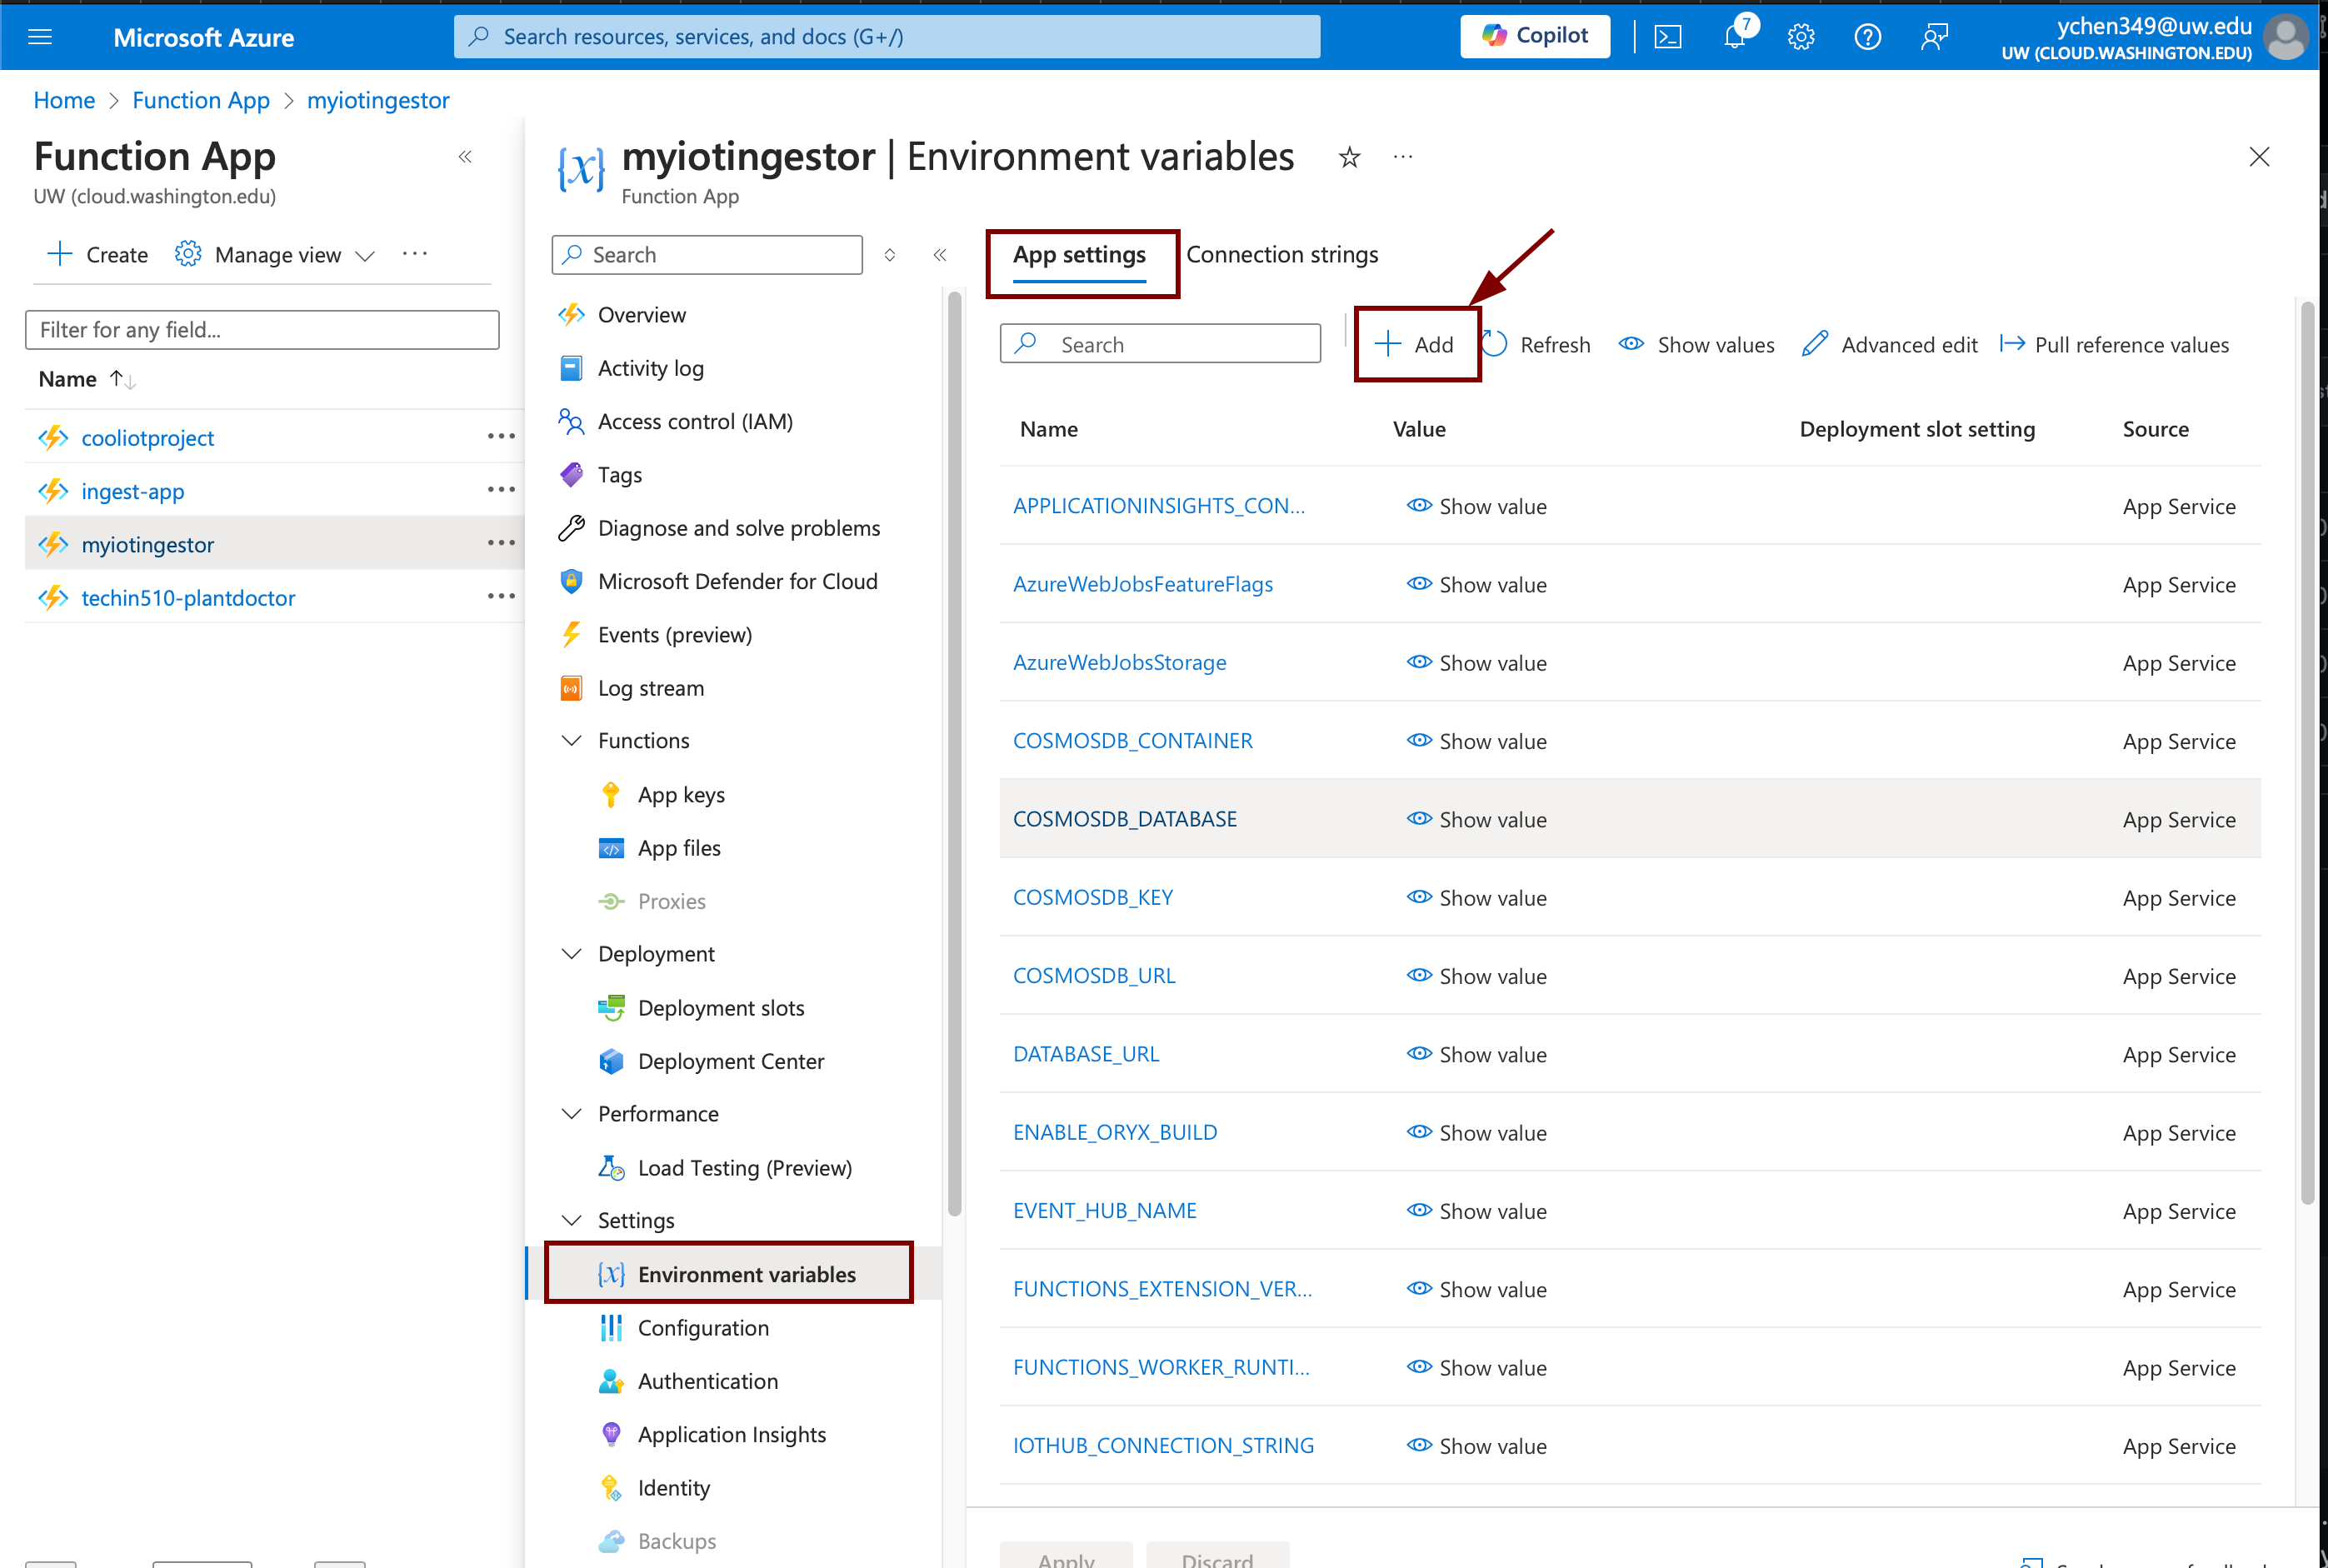 Microsoft Azure
Search resources, services, and docs (G+/)
Copilot
7
ychen349@uw.edu
UW (CLOUD.WASHINGTON.EDU)
Home > Function App > myiotingestor
Function App
UW (cloud.washington.edu)
Create
Manage view
Filter for any field...
Name
cooliotproject
ingest-app
myiotingestor
techin510-plantdoctor
myiotingestor | Environment variables
Function App
Search
Overview
Activity log
Access control (IAM)
Tags
Diagnose and solve problems
Microsoft Defender for Cloud
Events (preview)
Log stream
Functions
App keys
App files
Proxies
Deployment
Deployment slots
Deployment Center
Performance
Load Testing (Preview)
Settings
Environment variables
Configuration
Authentication
Application Insights
Identity
Backups
App settings Connection strings
Search
Add
Refresh
Show values
Advanced edit
Pull reference values
Name Value Deployment slot setting Source
APPLICATIONINSIGHTS_CON... Show value App Service
AzureWebJobsFeatureFlags Show value App Service
AzureWebJobsStorage Show value App Service
COSMOSDB_CONTAINER Show value App Service
COSMOSDB_DATABASE Show value App Service
COSMOSDB_KEY Show value App Service
COSMOSDB_URL Show value App Service
DATABASE_URL Show value App Service
ENABLE_ORYX_BUILD Show value App Service
EVENT_HUB_NAME Show value App Service
FUNCTIONS_EXTENSION_VER... Show value App Service
FUNCTIONS_WORKER_RUNTI... Show value App Service
IOTHUB_CONNECTION_STRING Show value App Service
Apply
Discard